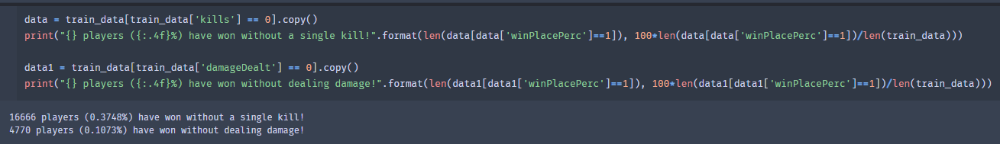 data = train_data[train_data['kills'] == 0].copy()
print("{} players ({:.4f}%) have won without a single kill!".format(len(data[data['winPlacePerc']==1]), 100*len(data[data['winPlacePerc']==1])/len(train_data)))
data1 = train_data[train_data['damageDealt'] == 0].copy()
print("{} players ({:.4f}%) have won without dealing damage!".format(len(data1[data1['winPlacePerc']==1]), 100*len(data1[data1['winPlacePerc']==1])/len(train_data)))
16666 players (0.3748%) have won without a single kill!
4770 players (0.1073%) have won without dealing damage!